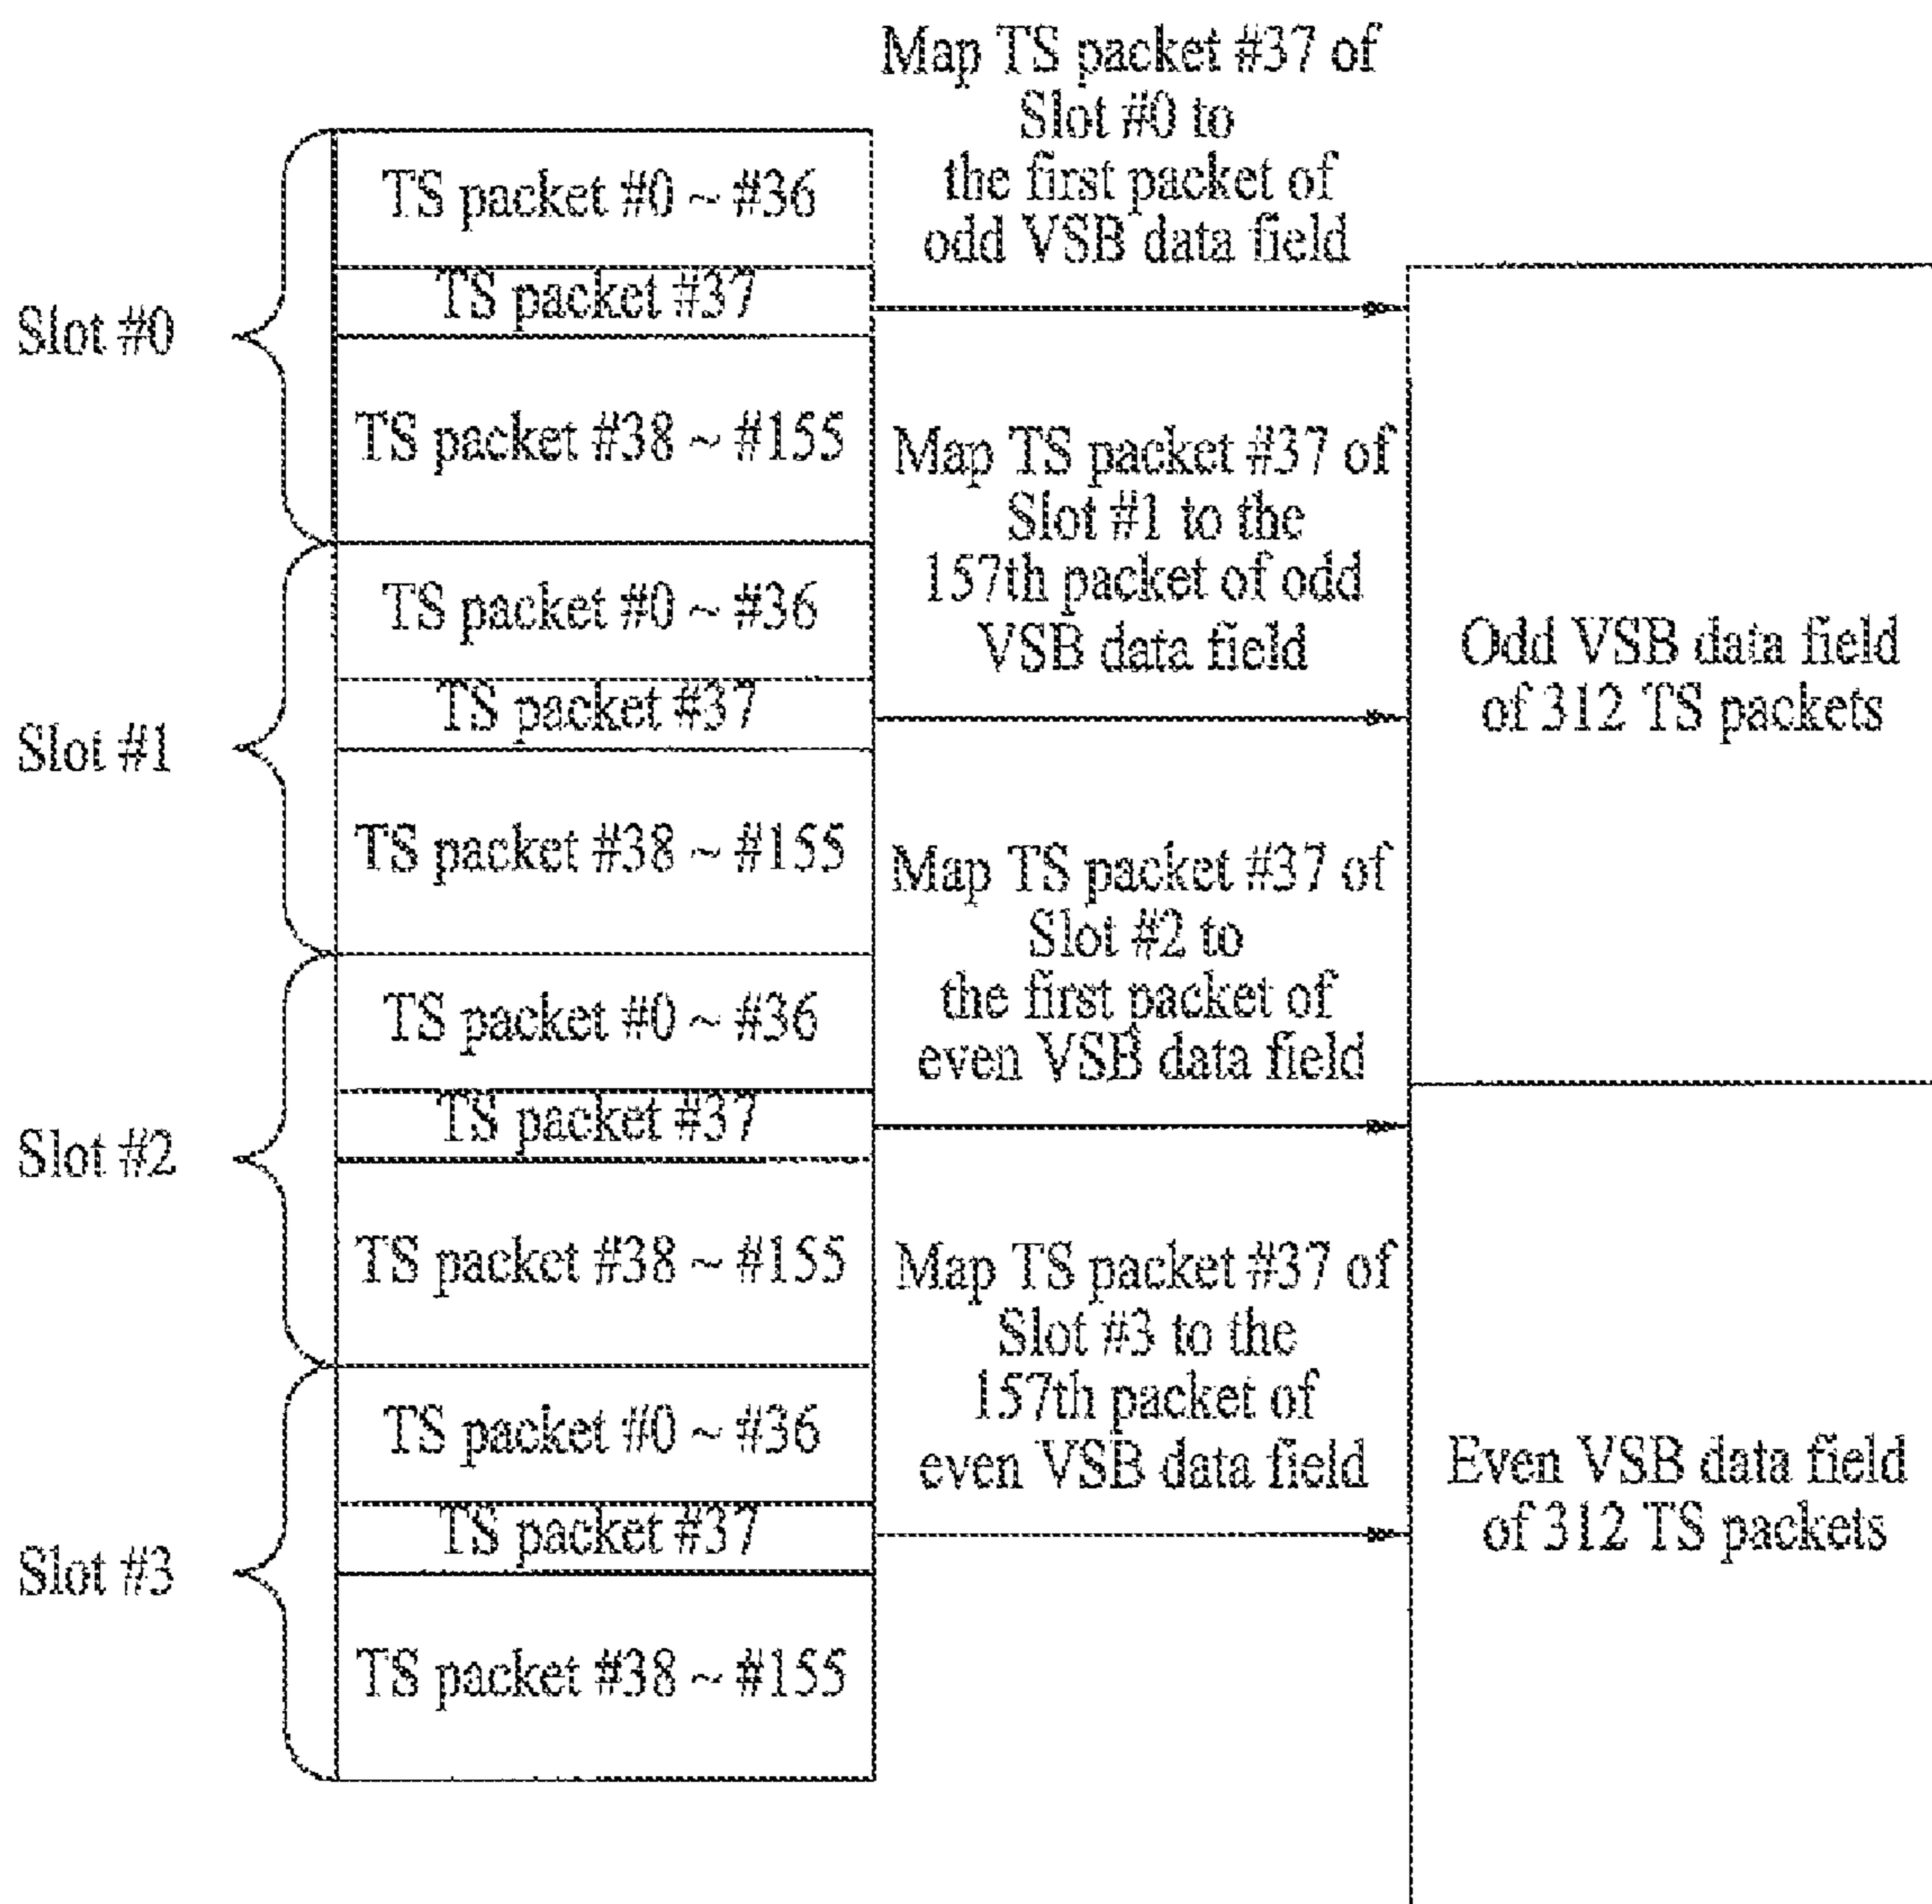 Map TS packet #37 of
Slot #0 to
the first packet of
odd VSB data field
Slot #0
TS packet #0 ~ #36
TS packet #37
TS packet #38 ~ #155
Map TS packet #37 of
Slot #1 to the
157th packet of odd
VSB data field
Slot #1
TS packet #0 ~ #36
TS packet #37
TS packet #38 ~ #155
Odd VSB data field
of 312 TS packets
Map TS packet #37 of
Slot #2 to
the first packet of
even VSB data field
Slot #2
TS packet #0 ~ #36
TS packet #37
TS packet #38 ~ #155
Map TS packet #37 of
Slot #3 to the
157th packet of
even VSB data field
Slot #3
TS packet #0 ~ #36
TS packet #37
TS packet #38 ~ #155
Even VSB data field
of 312 TS packets